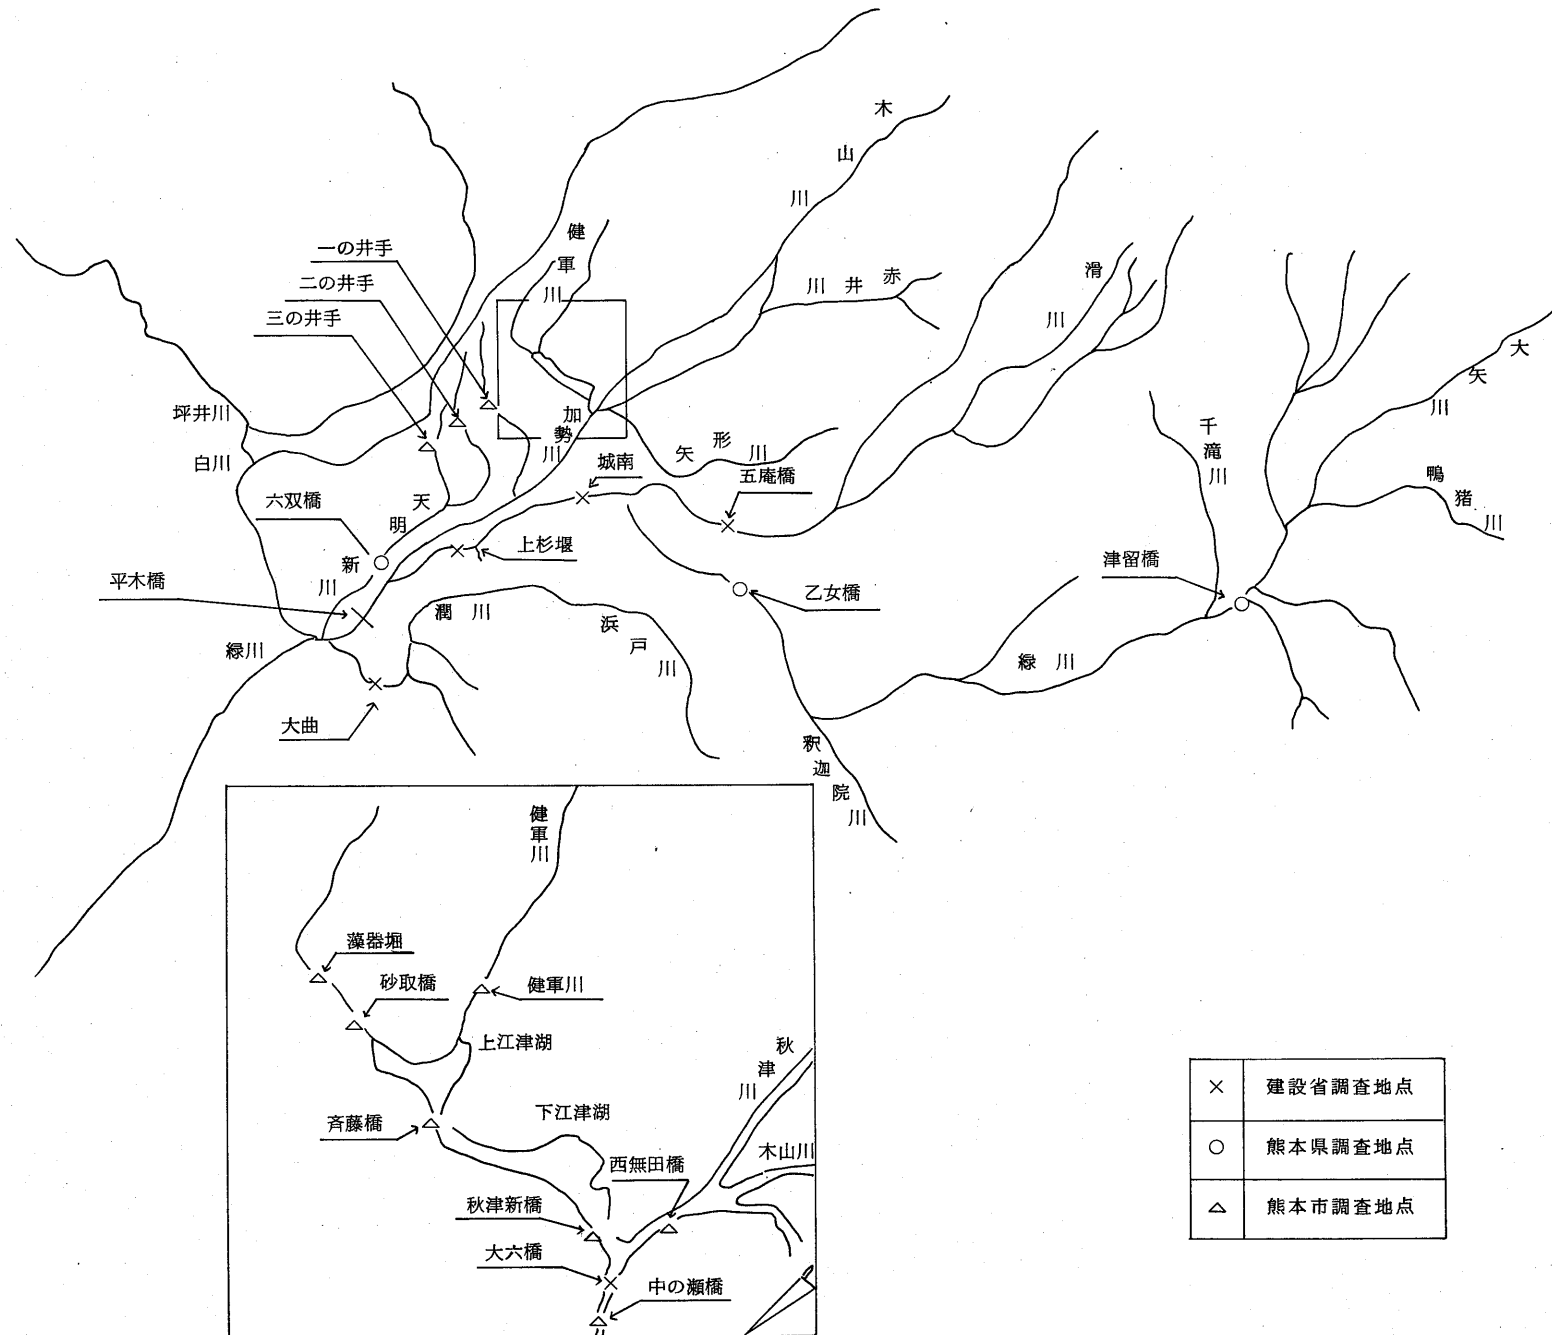 木山川
健軍川
一の井手
二の井手
三の井手
川井赤
滑川
大矢川
坪井川
白川
加勢川
矢形川
城南
五庵橋
千滝川
鴨猪川
六双橋
天明新川
上杉堰
平木橋
潤川
浜戸川
乙女橋
津留橋
緑川
緑川
大曲
釈迦院川
健軍川
藻器堀
砂取橋
健軍川
上江津湖
秋津川
斉藤橋
下江津湖
西無田橋
木山川
秋津新橋
大六橋
中の瀬橋
× 建設省調査地点
○ 熊本県調査地点
△ 熊本市調査地点